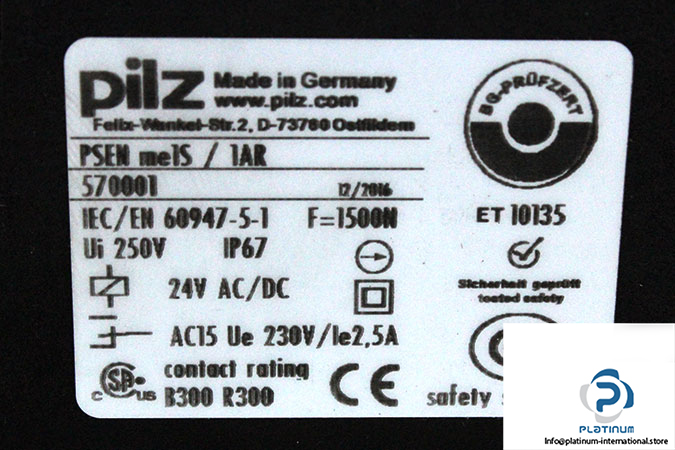 pilz Made in Germany
www.pilz.com
Felix-Wankel-Str.2, D-73760 Ostfildern
PSEN me1S / 1AR
570001 12/2016
IEC/EN 60947-5-1 F=1500N
Ui 250V IP67
24V AC/DC
AC15 Ue 230V/Ie2,5A
contact rating
B300 R300
C SA US
CE
BG-PRÜFZERT
ET 10135
Sicherheit geprüft
tested safety
safety
PLATINUM
Info@platinum-international.store